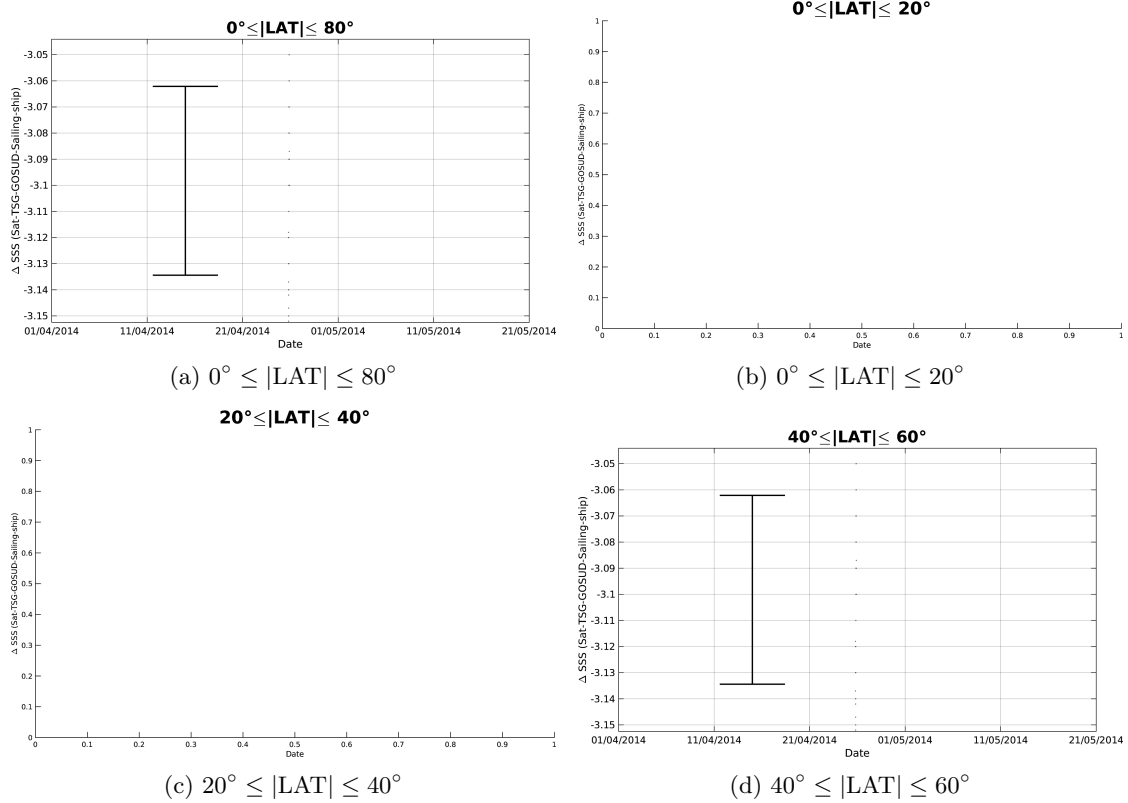 0°≤|LAT|≤ 80°
Δ SSS (Sat-TSG-GOSUD-Sailing-ship)
-3.05
-3.06
-3.07
-3.08
-3.09
-3.1
-3.11
-3.12
-3.13
-3.14
-3.15
01/04/2014 11/04/2014 21/04/2014 01/05/2014 11/05/2014 21/05/2014
Date
(a) 0° ≤ |LAT| ≤ 80°
0°≤|LAT|≤ 20°
Δ SSS (Sat-TSG-GOSUD-Sailing-ship)
1
0.9
0.8
0.7
0.6
0.5
0.4
0.3
0.2
0.1
0
0 0.1 0.2 0.3 0.4 0.5 0.6 0.7 0.8 0.9 1
Date
(b) 0° ≤ |LAT| ≤ 20°
20°≤|LAT|≤ 40°
Δ SSS (Sat-TSG-GOSUD-Sailing-ship)
1
0.9
0.8
0.7
0.6
0.5
0.4
0.3
0.2
0.1
0
0 0.1 0.2 0.3 0.4 0.5 0.6 0.7 0.8 0.9 1
Date
(c) 20° ≤ |LAT| ≤ 40°
40°≤|LAT|≤ 60°
Δ SSS (Sat-TSG-GOSUD-Sailing-ship)
-3.05
-3.06
-3.07
-3.08
-3.09
-3.1
-3.11
-3.12
-3.13
-3.14
-3.15
01/04/2014 11/04/2014 21/04/2014 01/05/2014 11/05/2014 21/05/2014
Date
(d) 40° ≤ |LAT| ≤ 60°